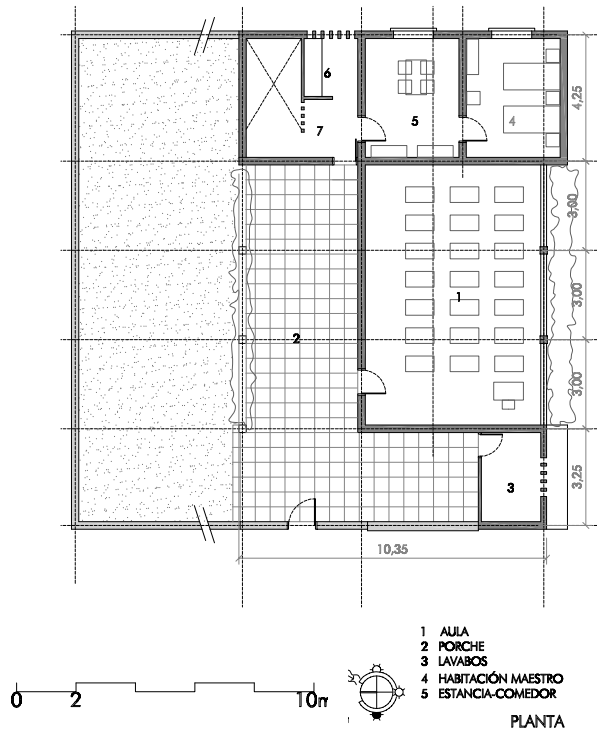 6
7
5
4
4,25
3,00
1
3,00
2
3,00
3
3,25
10,35
1 AULA
2 PORCHE
3 LAVABOS
4 HABITACIÓN MAESTRO
5 ESTANCIA-COMEDOR
0 2 10m
PLANTA